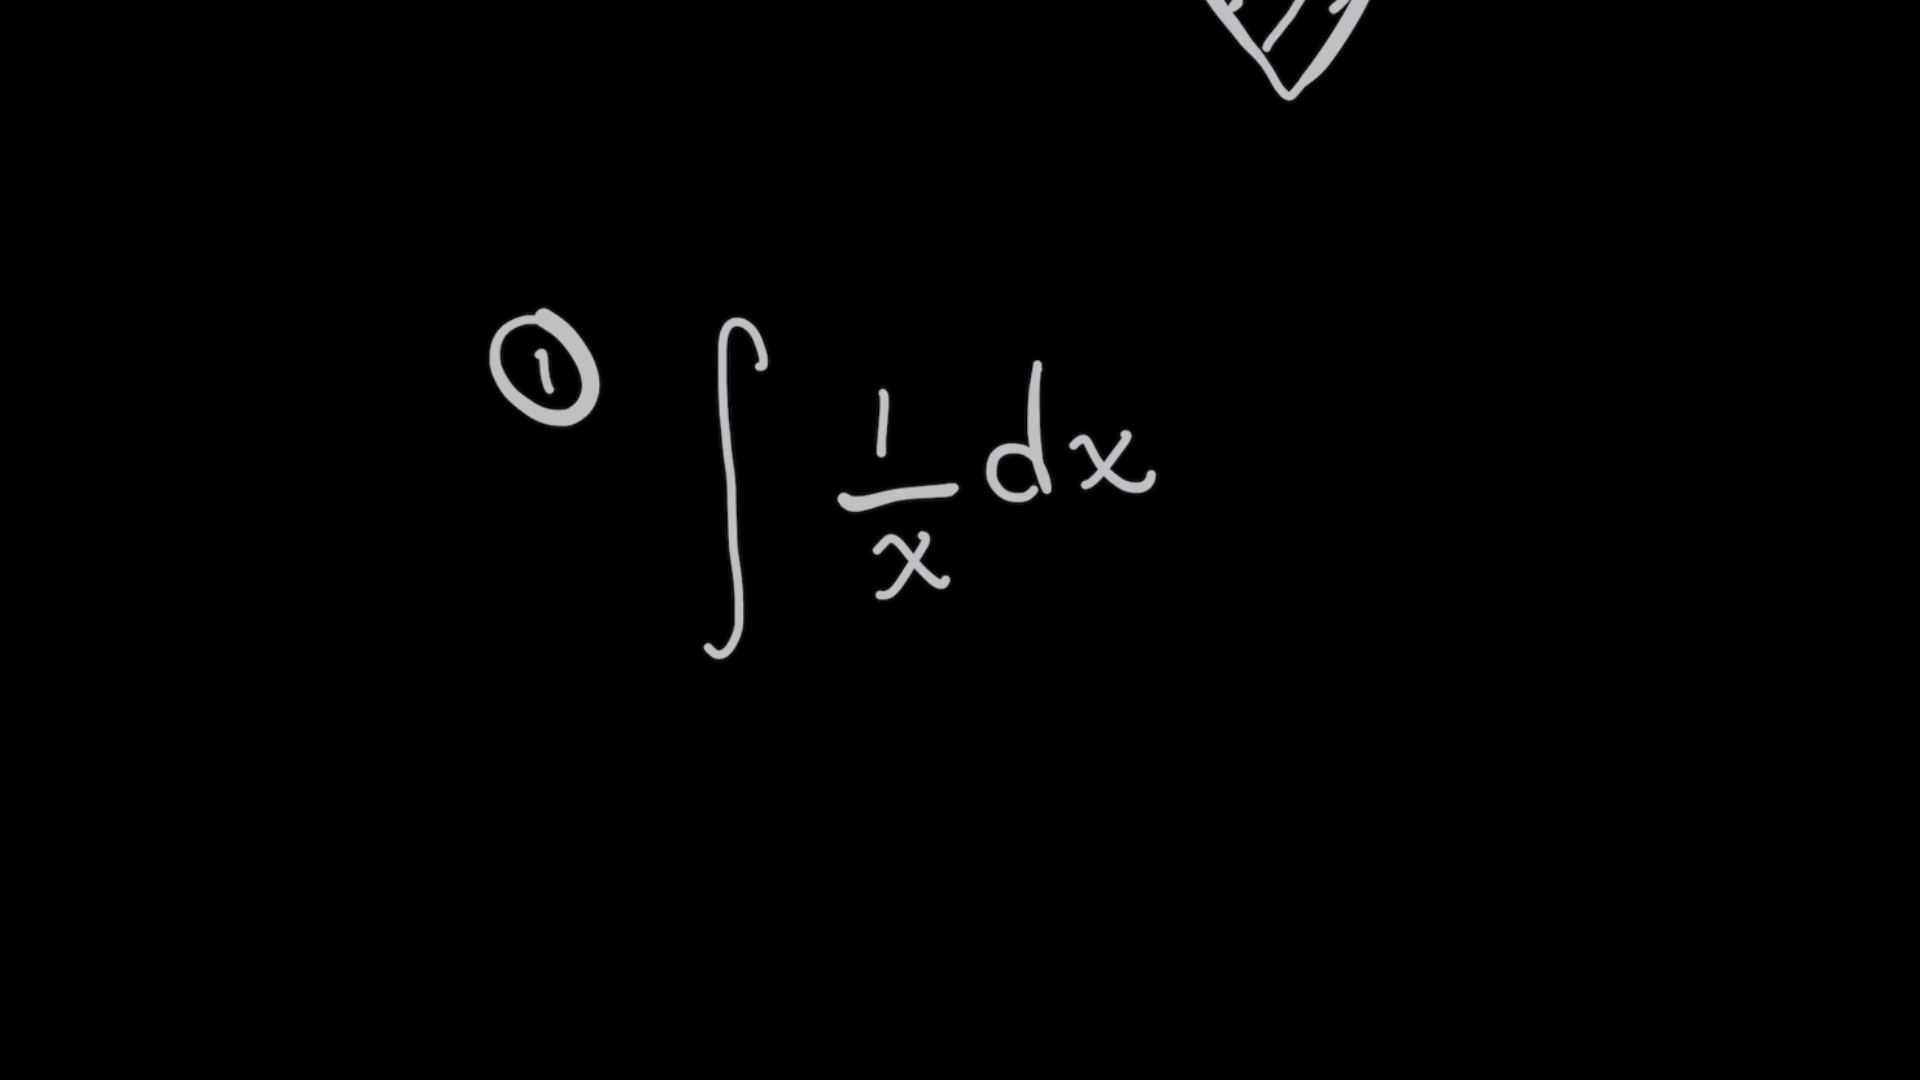 ① ∫ 1/x dx